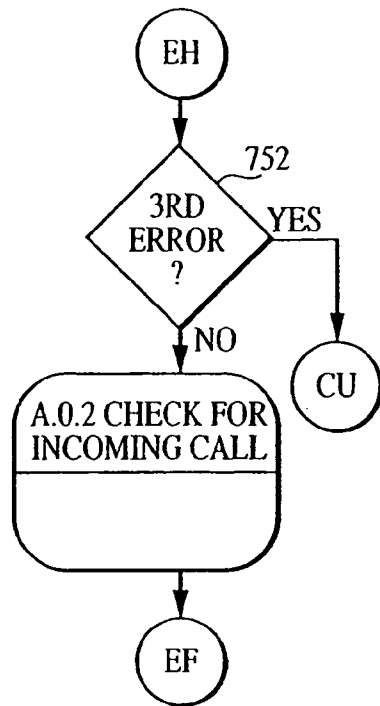 EH
752
3RD
ERROR
?
YES
NO
CU
A.0.2 CHECK FOR
INCOMING CALL
EF